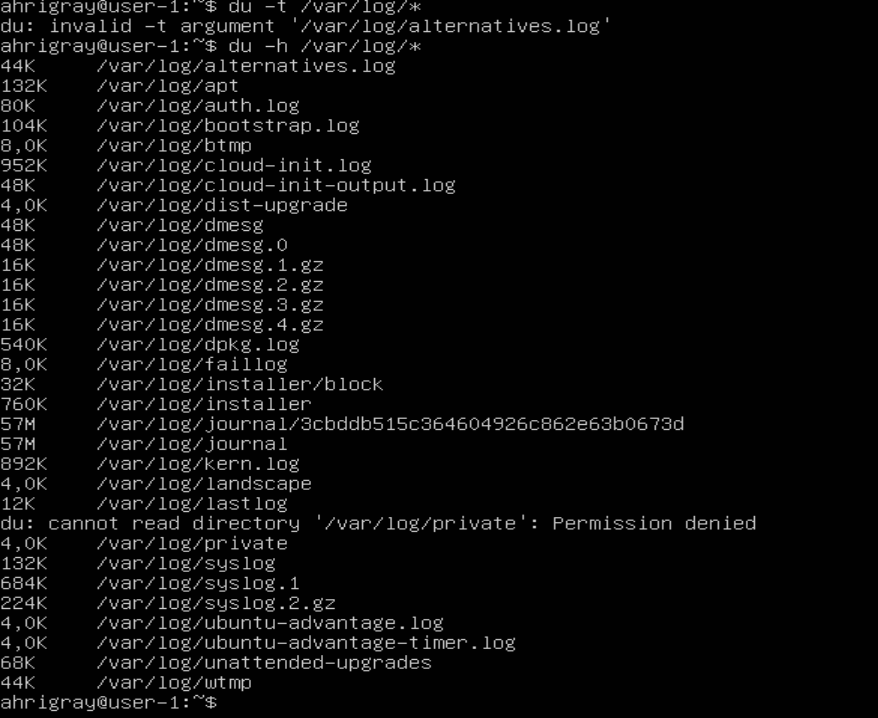 ahrigray@user-1:~$ du -t /var/log/*
du: invalid -t argument '/var/log/alternatives.log'
ahrigray@user-1:~$ du -h /var/log/*
44K /var/log/alternatives.log
132K /var/log/apt
80K /var/log/auth.log
104K /var/log/bootstrap.log
8,0K /var/log/btmp
952K /var/log/cloud-init.log
48K /var/log/cloud-init-output.log
4,0K /var/log/dist-upgrade
48K /var/log/dmesg
48K /var/log/dmesg.0
16K /var/log/dmesg.1.gz
16K /var/log/dmesg.2.gz
16K /var/log/dmesg.3.gz
16K /var/log/dmesg.4.gz
540K /var/log/dpkg.log
8,0K /var/log/faillog
32K /var/log/installer/block
760K /var/log/installer
57M /var/log/journal/3cbddb515c364604926c862e63b0673d
57M /var/log/journal
892K /var/log/kern.log
4,0K /var/log/landscape
12K /var/log/lastlog
du: cannot read directory '/var/log/private': Permission denied
4,0K /var/log/private
132K /var/log/syslog
684K /var/log/syslog.1
224K /var/log/syslog.2.gz
4,0K /var/log/ubuntu-advantage.log
4,0K /var/log/ubuntu-advantage-timer.log
68K /var/log/unattended-upgrades
44K /var/log/wtmp
ahrigray@user-1:~$